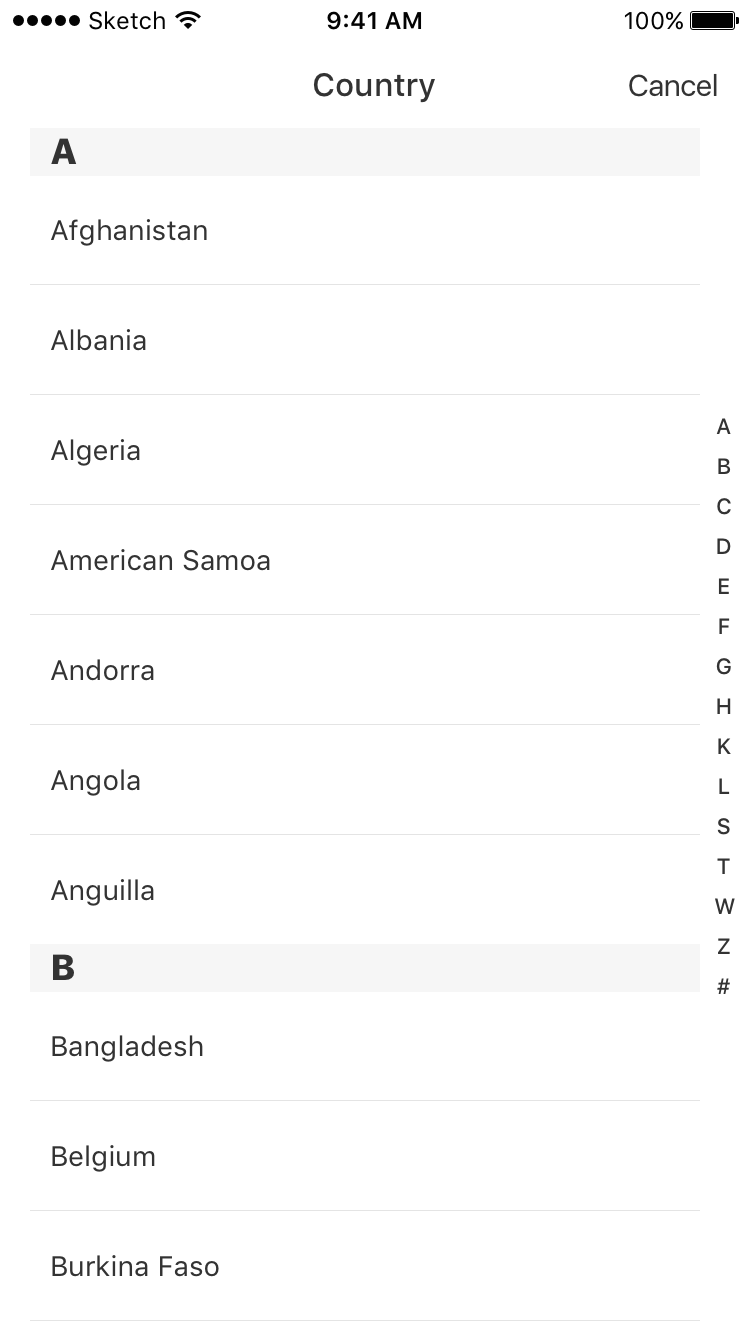 Sketch 9:41 AM 100%
Country Cancel
A
Afghanistan
Albania
Algeria
American Samoa
Andorra
Angola
Anguilla
B
Bangladesh
Belgium
Burkina Faso
A
B
C
D
E
F
G
H
K
L
S
T
W
Z
#